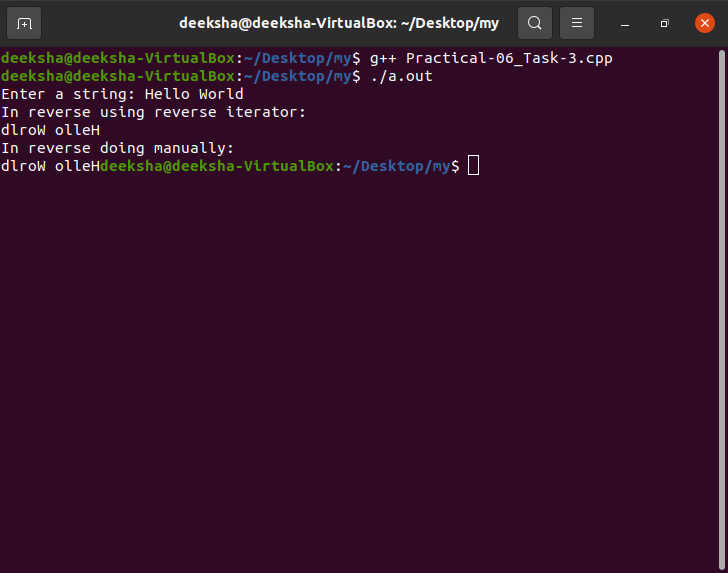 deeksha@deeksha-VirtualBox: ~/Desktop/my
deeksha@deeksha-VirtualBox:~/Desktop/my$ g++ Practical-06_Task-3.cpp
deeksha@deeksha-VirtualBox:~/Desktop/my$ ./a.out
Enter a string: Hello World
In reverse using reverse iterator:
dlroW olleH
In reverse doing manually:
dlroW olleHdeeksha@deeksha-VirtualBox:~/Desktop/my$